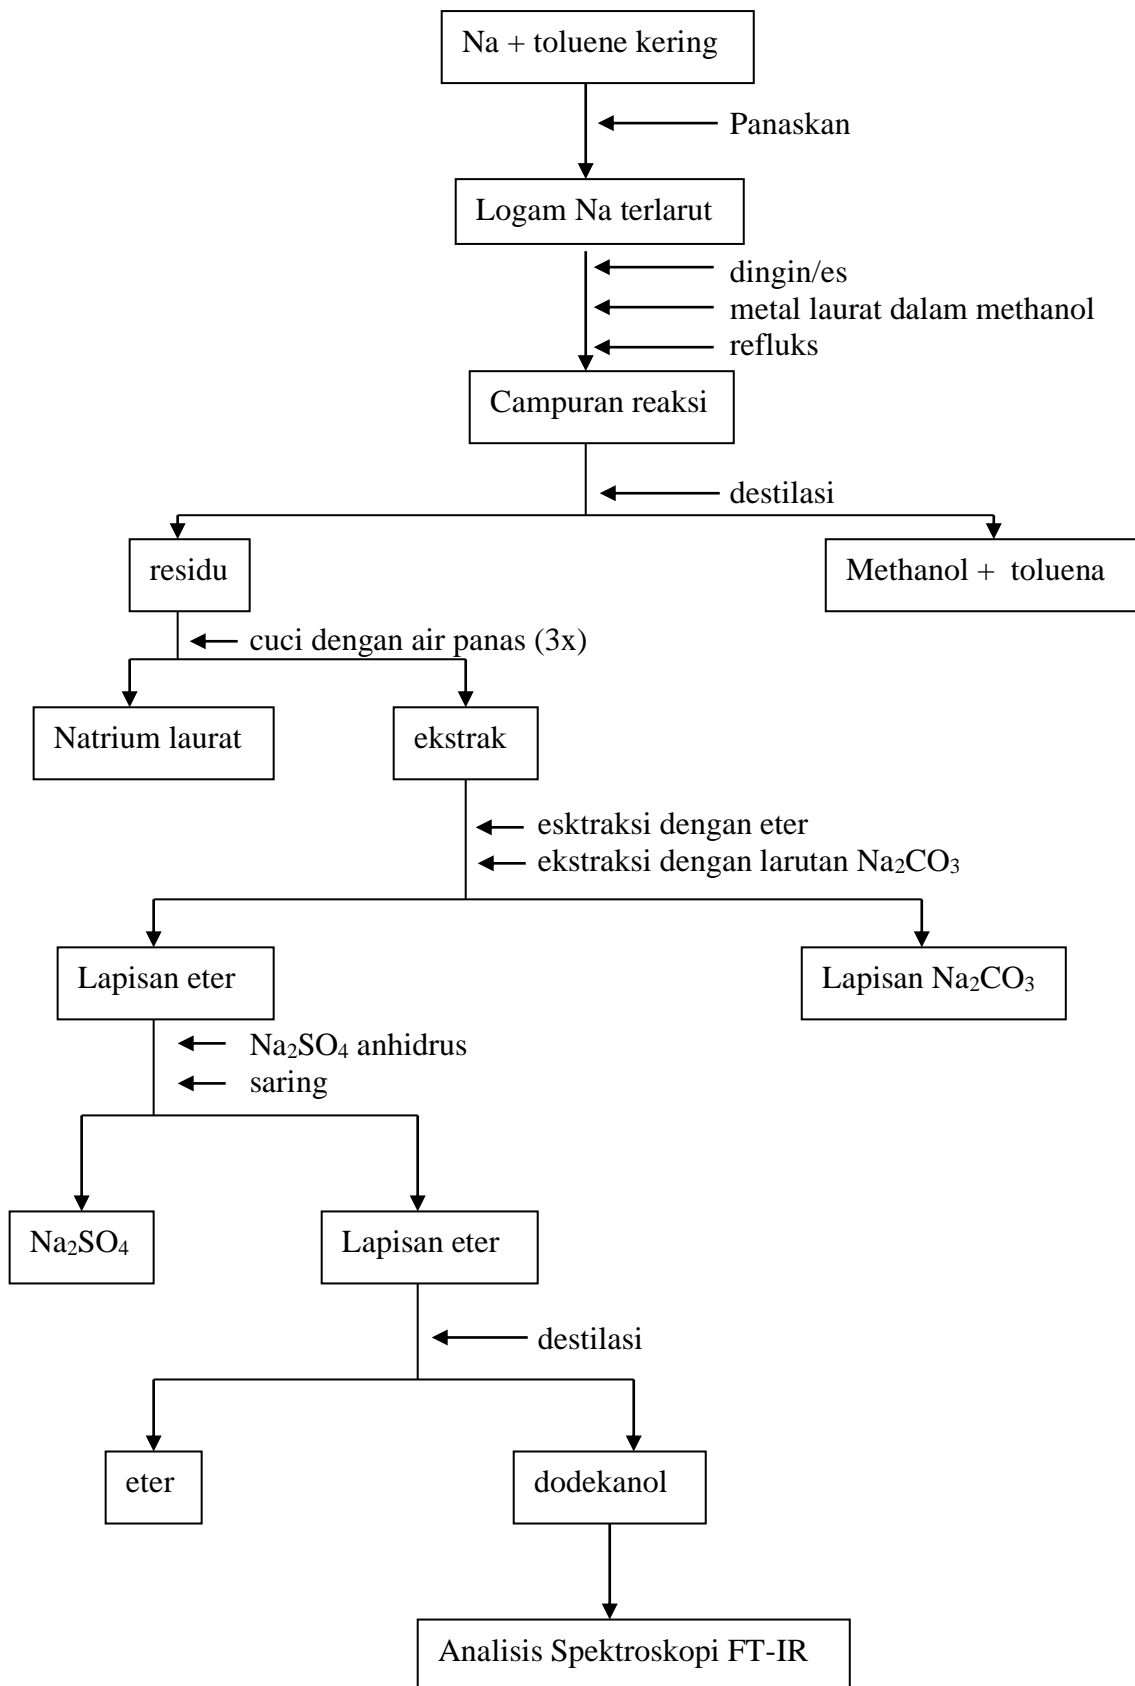 Na + toluene kering
Panaskan
Logam Na terlarut
dingin/es
metal laurat dalam methanol
refluks
Campuran reaksi
destilasi
residu
Methanol + toluena
cuci dengan air panas (3x)
Natrium laurat
ekstrak
esktraksi dengan eter
ekstraksi dengan larutan Na₂CO₃
Lapisan eter
Lapisan Na₂CO₃
Na₂SO₄ anhidrus
saring
Na₂SO₄
Lapisan eter
destilasi
eter
dodekanol
Analisis Spektroskopi FT-IR